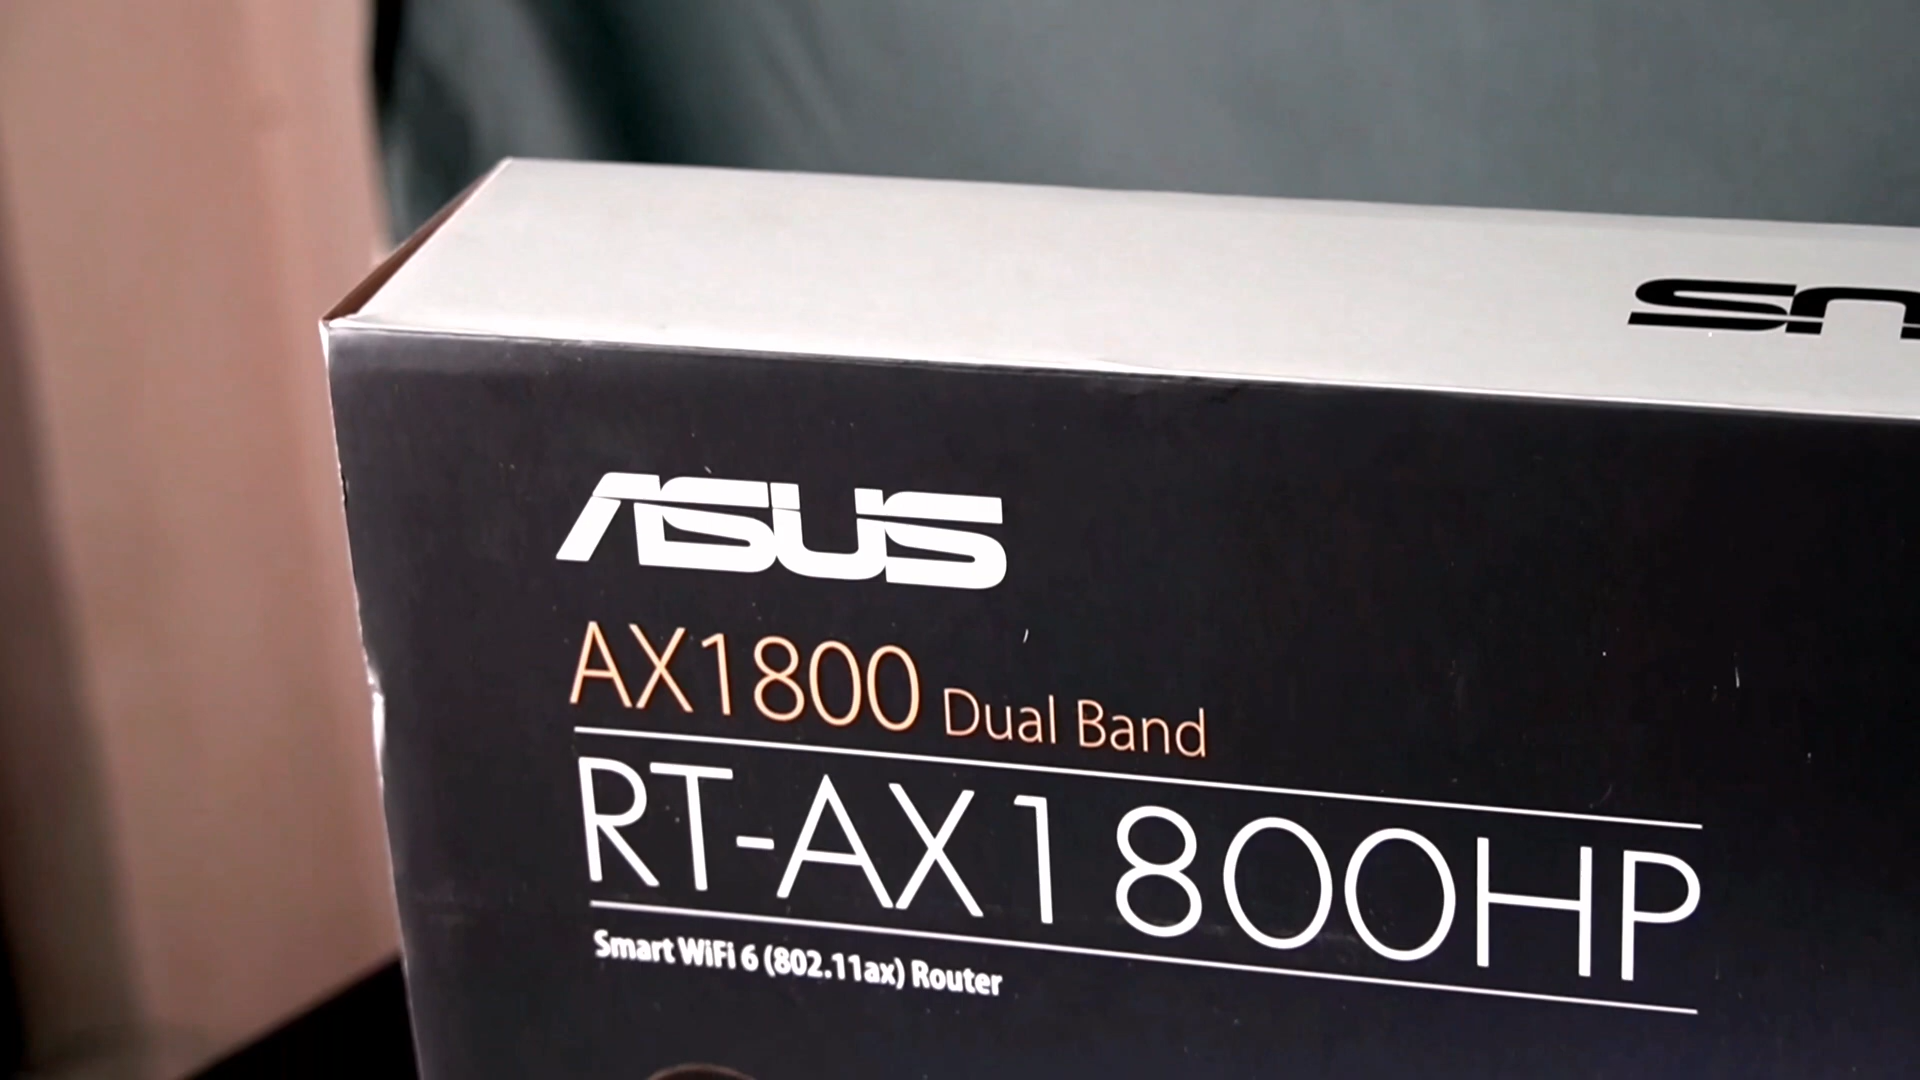 ASUS
AX1800 Dual Band
RT-AX1800HP
Smart WiFi 6 (802.11ax) Router